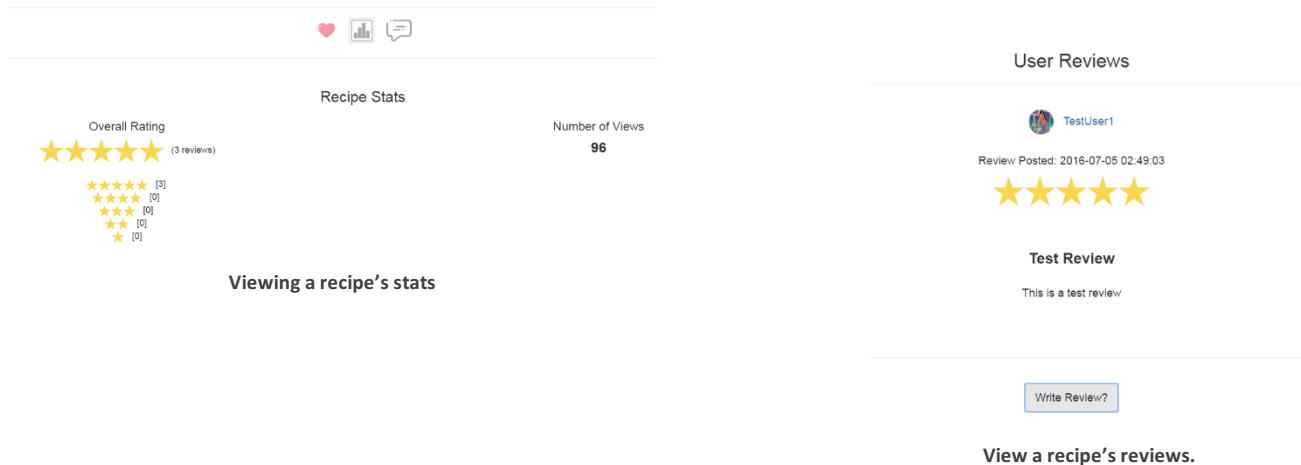 Recipe Stats
Overall Rating
(3 reviews)
[3]
[0]
[0]
[0]
[0]
Number of Views
96
Viewing a recipe’s stats
User Reviews
TestUser1
Review Posted: 2016-07-05 02:49:03
Test Review
This is a test review
Write Review?
View a recipe’s reviews.